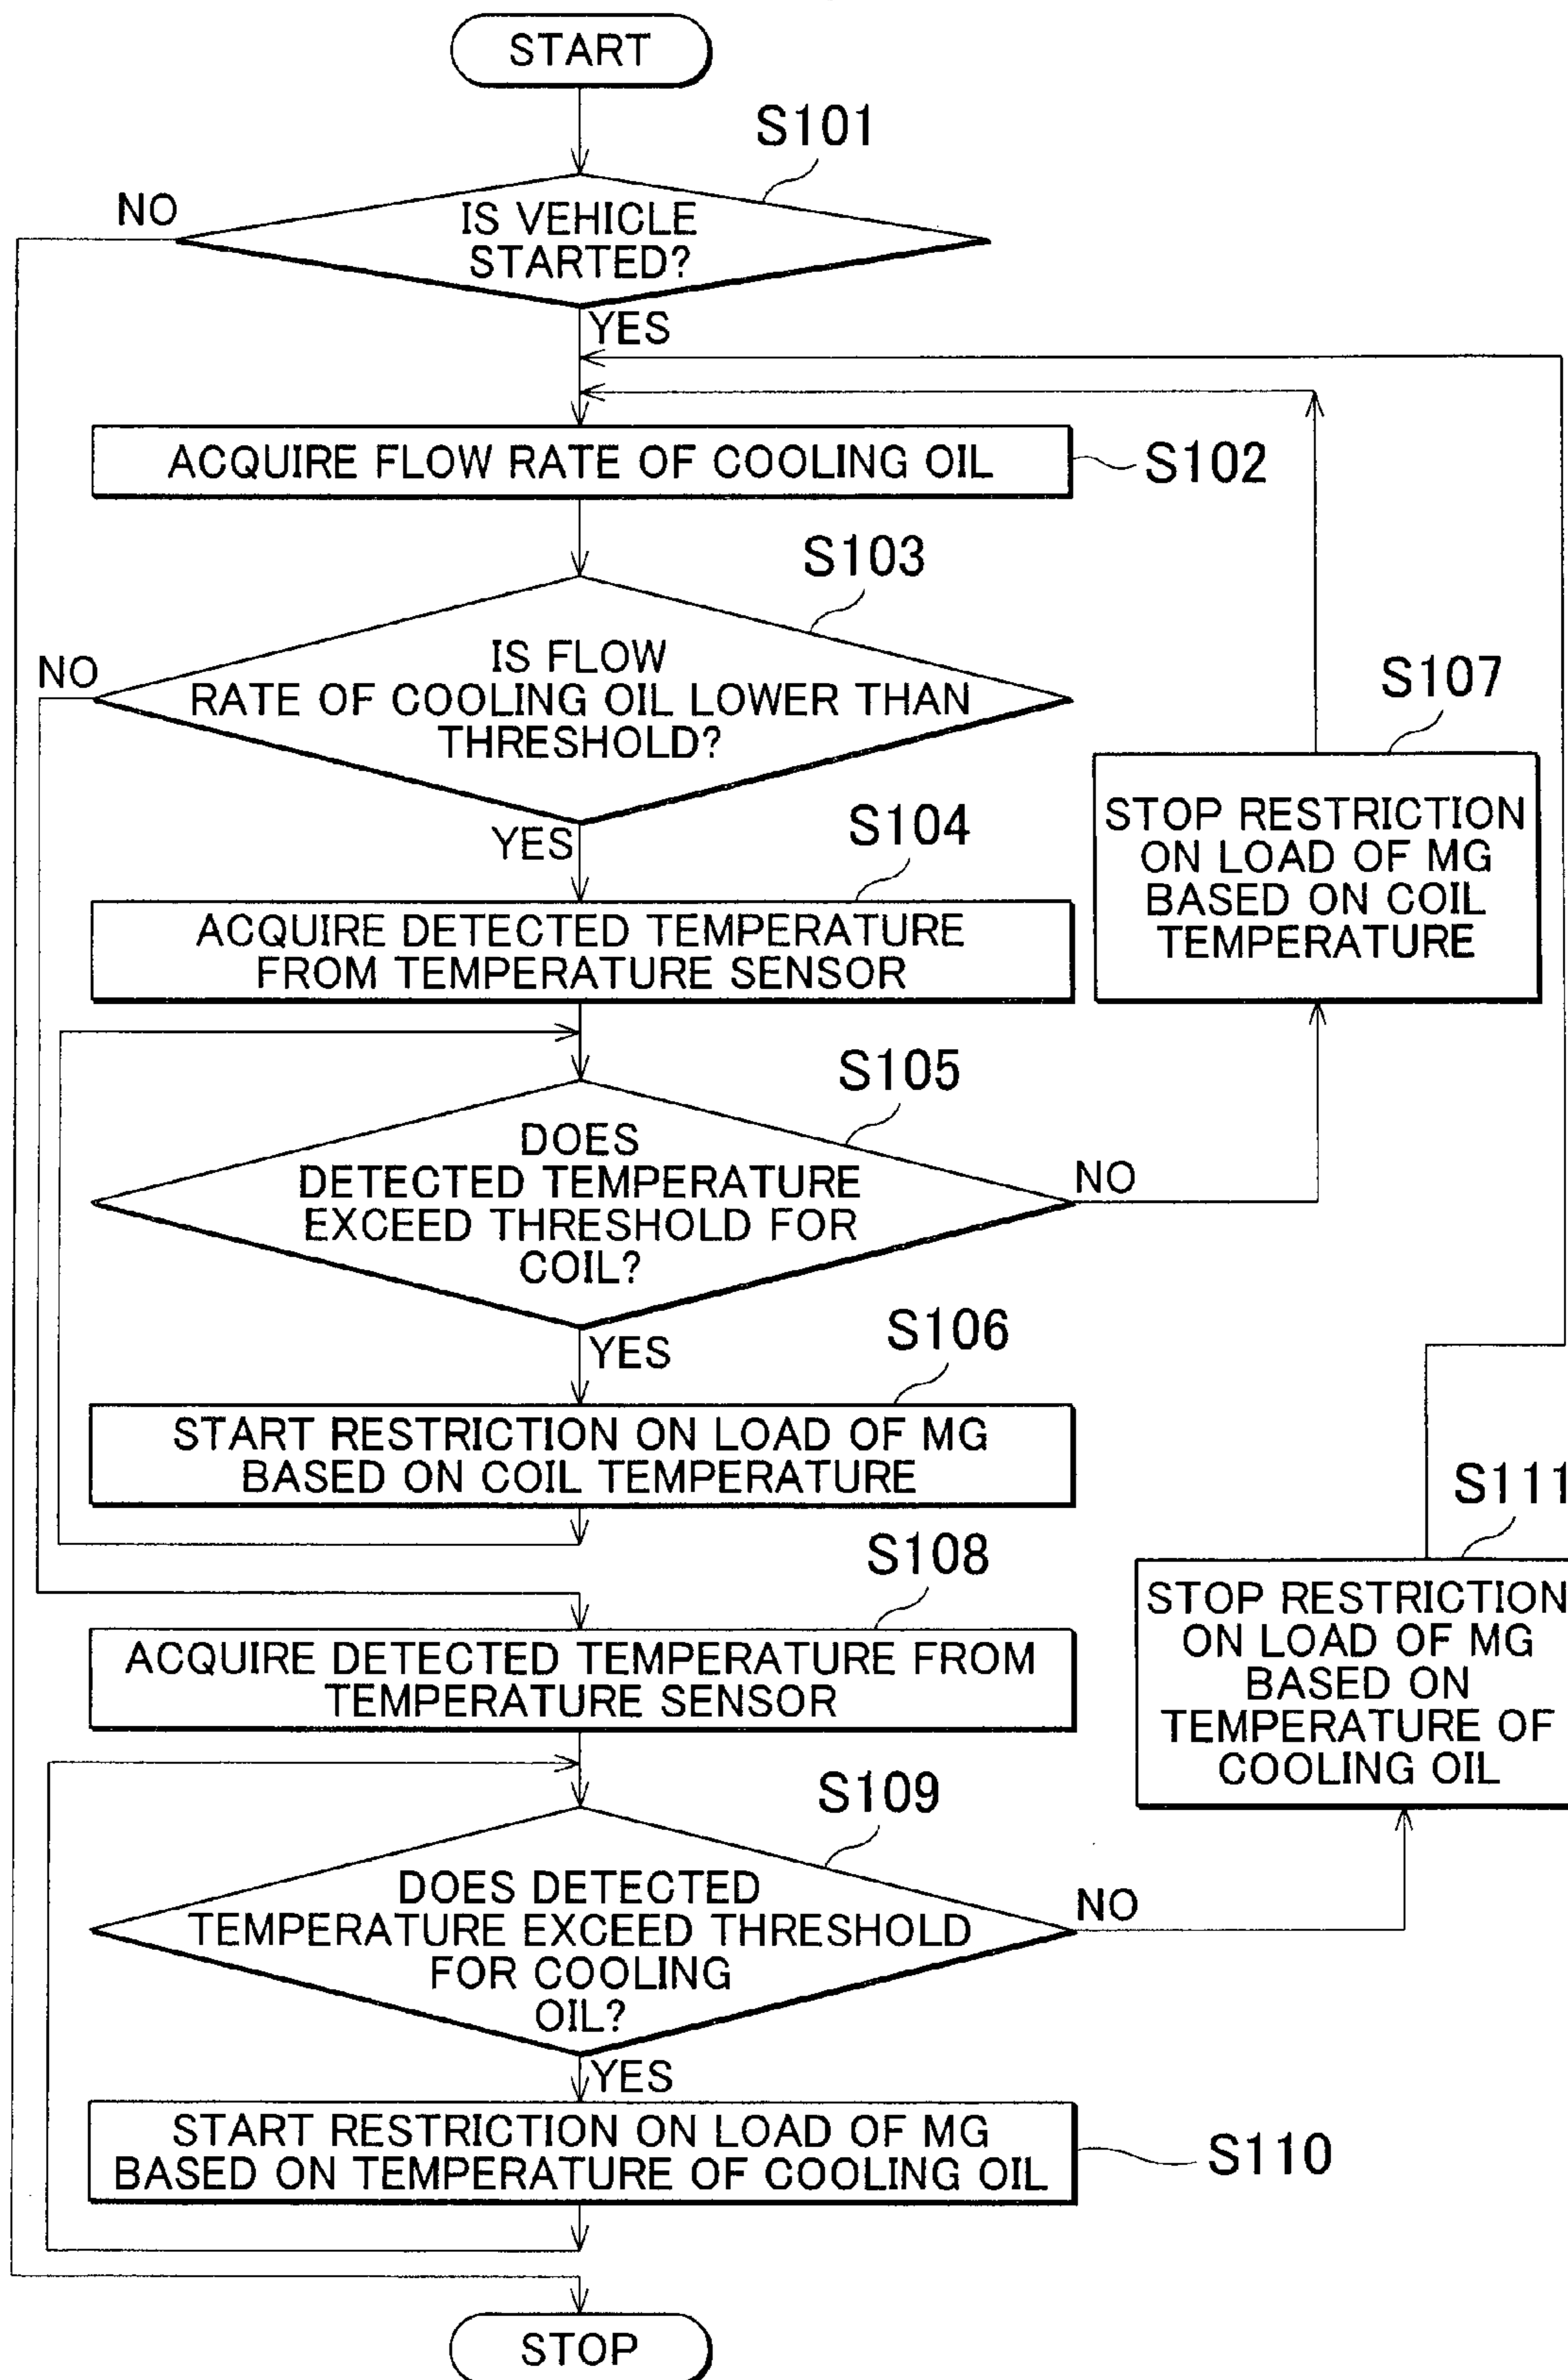 START
S101
NO
IS VEHICLE
STARTED?
YES
ACQUIRE FLOW RATE OF COOLING OIL
S102
S103
NO
IS FLOW
RATE OF COOLING OIL LOWER THAN
THRESHOLD?
S107
YES
S104
STOP RESTRICTION
ON LOAD OF MG
BASED ON COIL
TEMPERATURE
ACQUIRE DETECTED TEMPERATURE
FROM TEMPERATURE SENSOR
S105
DOES
DETECTED TEMPERATURE
EXCEED THRESHOLD FOR
COIL?
NO
YES
S106
START RESTRICTION ON LOAD OF MG
BASED ON COIL TEMPERATURE
S111
S108
STOP RESTRICTION
ON LOAD OF MG
BASED ON
TEMPERATURE OF
COOLING OIL
ACQUIRE DETECTED TEMPERATURE FROM
TEMPERATURE SENSOR
S109
DOES DETECTED
TEMPERATURE EXCEED THRESHOLD
FOR COOLING
OIL?
NO
YES
START RESTRICTION ON LOAD OF MG
BASED ON TEMPERATURE OF COOLING OIL
S110
STOP